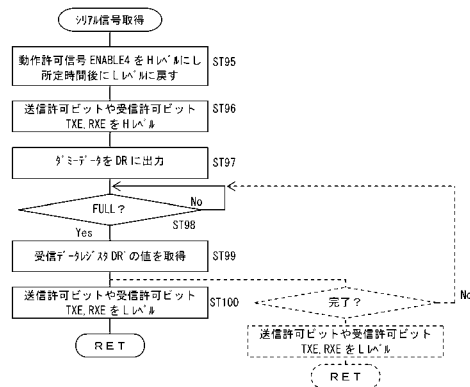 シリアル信号取得
動作許可信号 ENABLE4 を H レベルにし
所定時間後に L レベルに戻す
ST95
送信許可ビットや受信許可ビット
TXE, RXE を H レベル
ST96
ダミーデータを DR に出力
ST97
FULL ?
No
Yes
ST98
受信データレジスタ DR' の値を取得
ST99
送信許可ビットや受信許可ビット
TXE, RXE を L レベル
ST100
RET
完了 ?
No
送信許可ビットや受信許可ビット
TXE, RXE を L レベル
RET